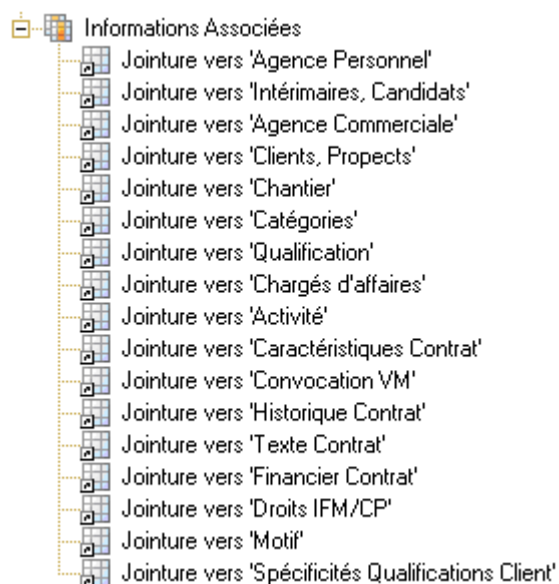 Informations Associées
Jointure vers 'Agence Personnel'
Jointure vers 'Intérimaires, Candidats'
Jointure vers 'Agence Commerciale'
Jointure vers 'Clients, Propects'
Jointure vers 'Chantier'
Jointure vers 'Catégories'
Jointure vers 'Qualification'
Jointure vers 'Chargés d'affaires'
Jointure vers 'Activité'
Jointure vers 'Caractéristiques Contrat'
Jointure vers 'Convocation VM'
Jointure vers 'Historique Contrat'
Jointure vers 'Texte Contrat'
Jointure vers 'Financier Contrat'
Jointure vers 'Droits IFM/CP'
Jointure vers 'Motif'
Jointure vers 'Spécificités Qualifications Client'